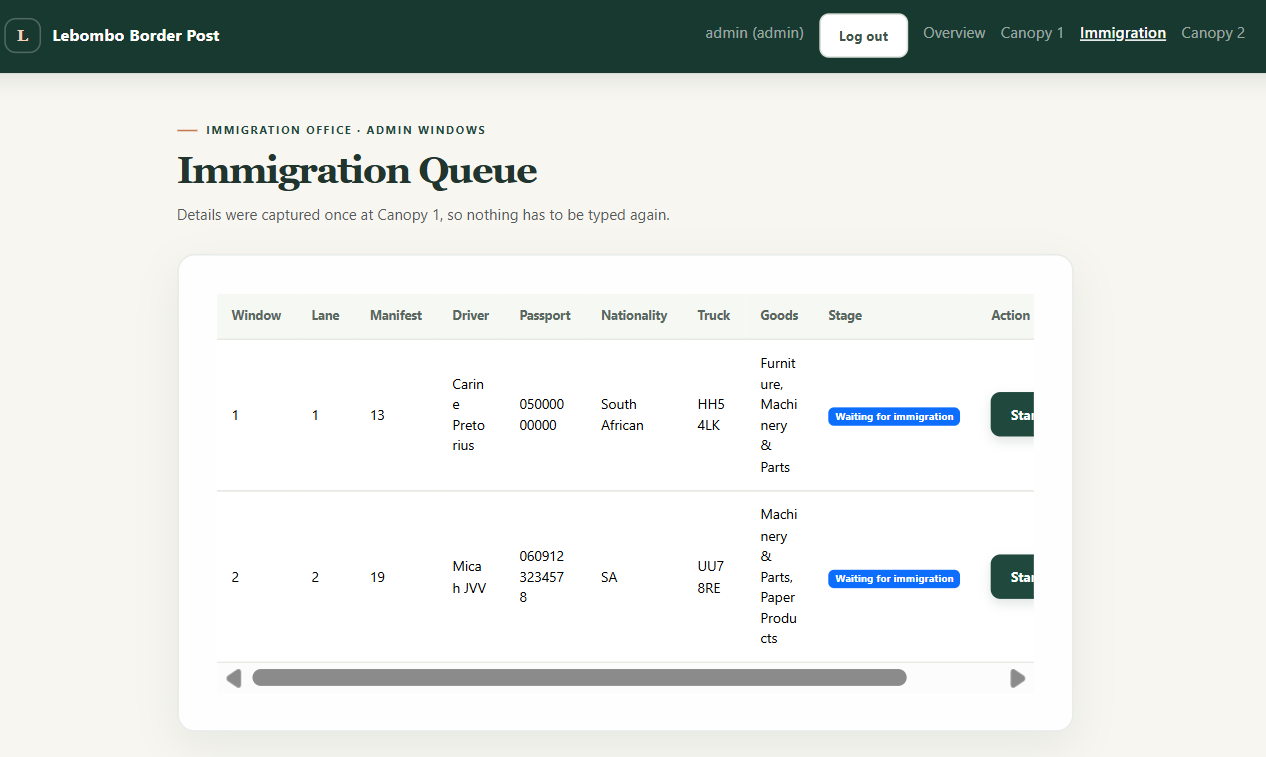 L Lebombo Border Post admin (admin) Log out Overview Canopy 1 Immigration Canopy 2
IMMIGRATION OFFICE · ADMIN WINDOWS
Immigration Queue
Details were captured once at Canopy 1, so nothing has to be typed again.
Window Lane Manifest Driver Passport Nationality Truck Goods Stage Action
1
1
13
Carin
e
Preto
rius
050000
00000
South
African
HH5
4LK
Furnit
ure,
Machi
nery
&
Parts
Waiting for immigration
Star
2
2
19
Mica
h JVV
060912
323457
8
SA
UU7
8RE
Machi
nery
&
Parts,
Paper
Produ
cts
Waiting for immigration
Star